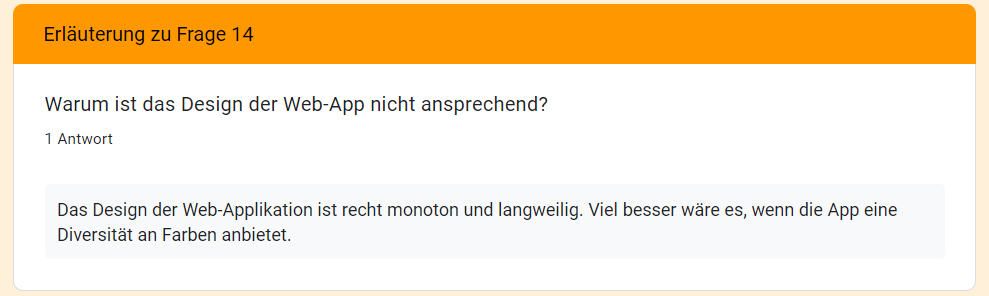 Erläuterung zu Frage 14
Warum ist das Design der Web-App nicht ansprechend?
1 Antwort
Das Design der Web-Applikation ist recht monoton und langweilig. Viel besser wäre es, wenn die App eine
Diversität an Farben anbietet.